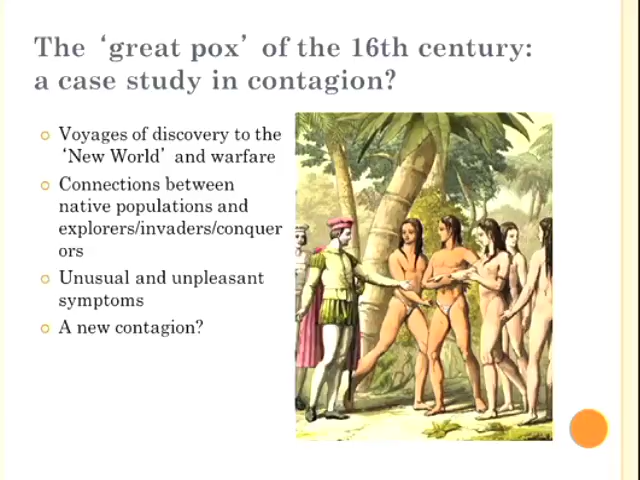 The ‘great pox’ of the 16th century:
a case study in contagion?
Voyages of discovery to the
‘New World’ and warfare
Connections between
native populations and
explorers/invaders/conquer
ors
Unusual and unpleasant
symptoms
A new contagion?